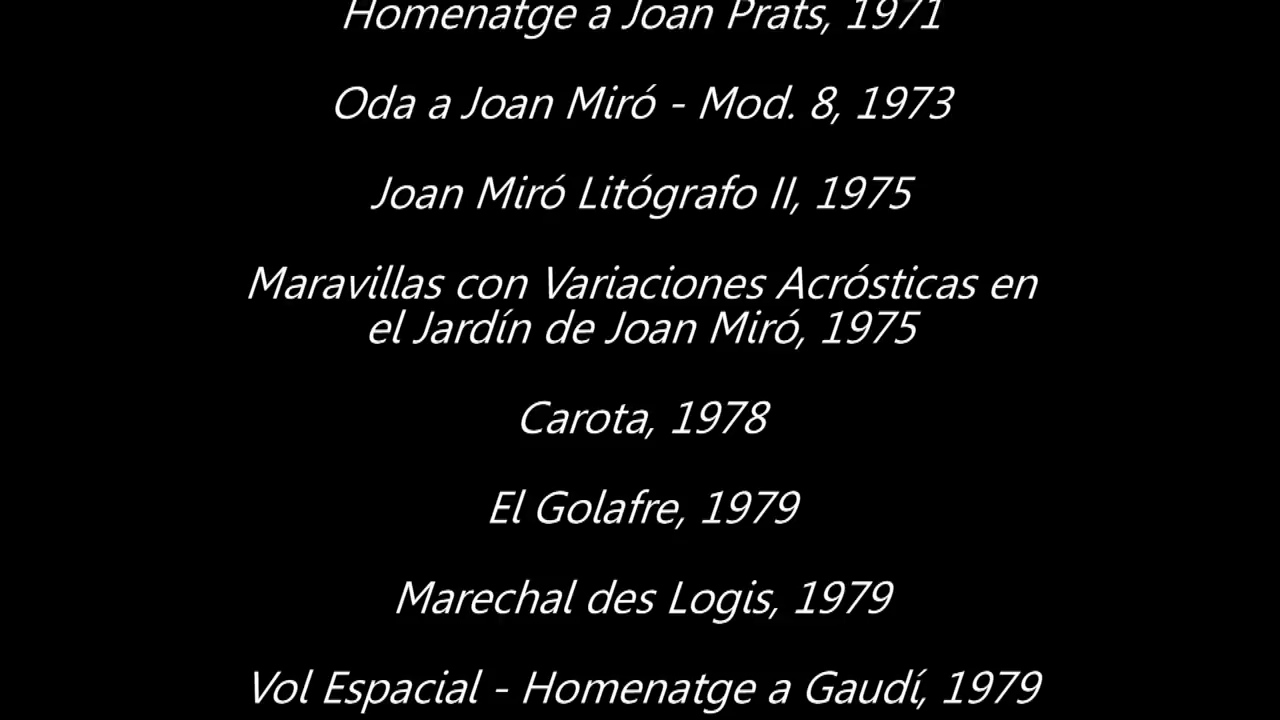 Homenatge a Joan Prats, 1971
Oda a Joan Miró - Mod. 8, 1973
Joan Miró Litógrafo II, 1975
Maravillas con Variaciones Acrósticas en
el Jardín de Joan Miró, 1975
Carota, 1978
El Golafre, 1979
Marechal des Logis, 1979
Vol Espacial - Homenatge a Gaudí, 1979